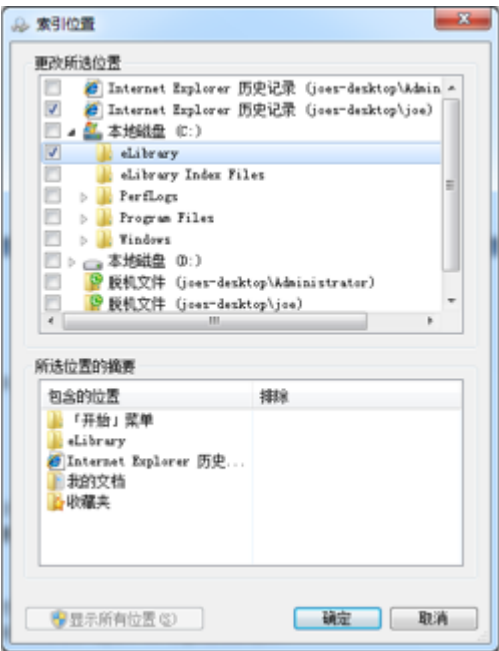 索引位置
更改所选位置
Internet Explorer 历史记录 (joes-desktop\Admin
Internet Explorer 历史记录 (joes-desktop\joe)
本地磁盘 (C:)
eLibrary
eLibrary Index Files
PerfLogs
Program Files
Windows
本地磁盘 (D:)
脱机文件 (joes-desktop\Administrator)
脱机文件 (joes-desktop\joe)
所选位置的摘要
包含的位置 排除
「开始」菜单
eLibrary
Internet Explorer 历史...
我的文档
收藏夹
显示所有位置(S) 确定 取消